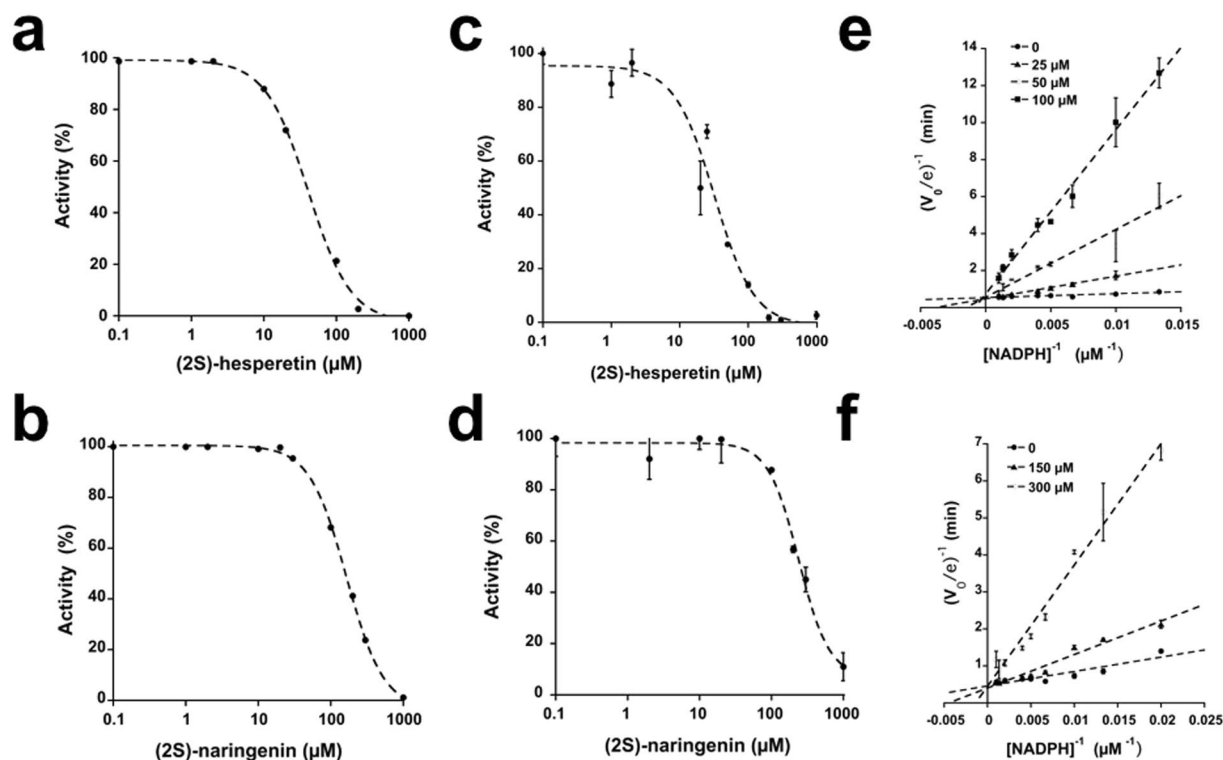 a
100
80
60
40
20
0
Activity (%)
0.1 1 10 100 1000
(2S)-hesperetin (µM)
c
100
80
60
40
20
0
Activity (%)
0.1 1 10 100 1000
(2S)-hesperetin (µM)
e
0
25 µM
50 µM
100 µM
14
12
10
8
6
4
2
(V₀/e)⁻¹ (min)
-0.005 0 0.005 0.01 0.015
[NADPH]⁻¹ (µM⁻¹)
b
100
80
60
40
20
0
Activity (%)
0.1 1 10 100 1000
(2S)-naringenin (µM)
d
100
80
60
40
20
0
Activity (%)
0.1 1 10 100 1000
(2S)-naringenin (µM)
f
0
150 µM
300 µM
7
6
5
4
3
2
1
(V₀/e)⁻¹ (min)
-0.005 0 0.005 0.01 0.015 0.02 0.025
[NADPH]⁻¹ (µM⁻¹)